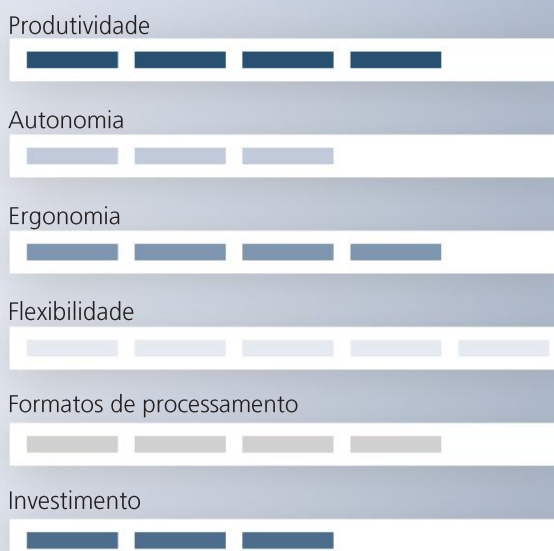 Produtividade
Autonomia
Ergonomia
Flexibilidade
Formatos de processamento
Investimento